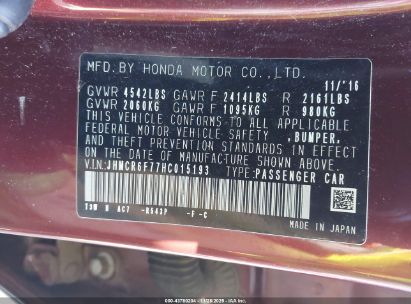 MFD.BY HONDA MOTOR CO.,LTD.
11/'16
GVWR 4542LBS GAWR F 2414LBS R 2161LBS
GVWR 2060KG GAWR F 1095KG R 980KG
THIS VEHICLE CONFORMS TO ALL APPLICABLE
FEDERAL MOTOR VEHICLE SAFETY, BUMPER,
AND THEFT PREVENTION STANDARDS IN EFFECT
ON THE DATE OF MANUFACTURE SHOWN ABOVE.
V.I.N:JHMCR6F77HC015193 TYPE:PASSENGER CAR
-R543P -F -C
MADE IN JAPAN